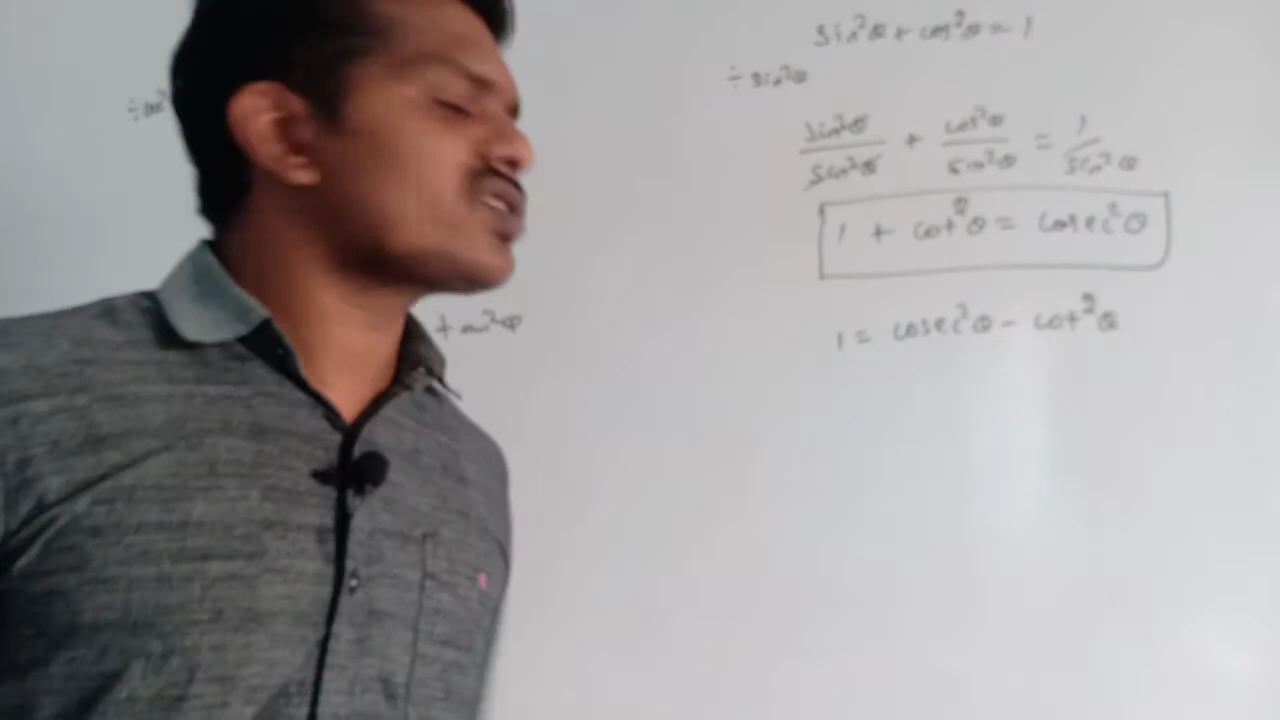 sin²θ + cos²θ = 1
÷ sin²θ
sin²θ/sin²θ + cos²θ/sin²θ = 1/sin²θ
1 + cot²θ = cosec²θ
1 = cosec²θ - cot²θ